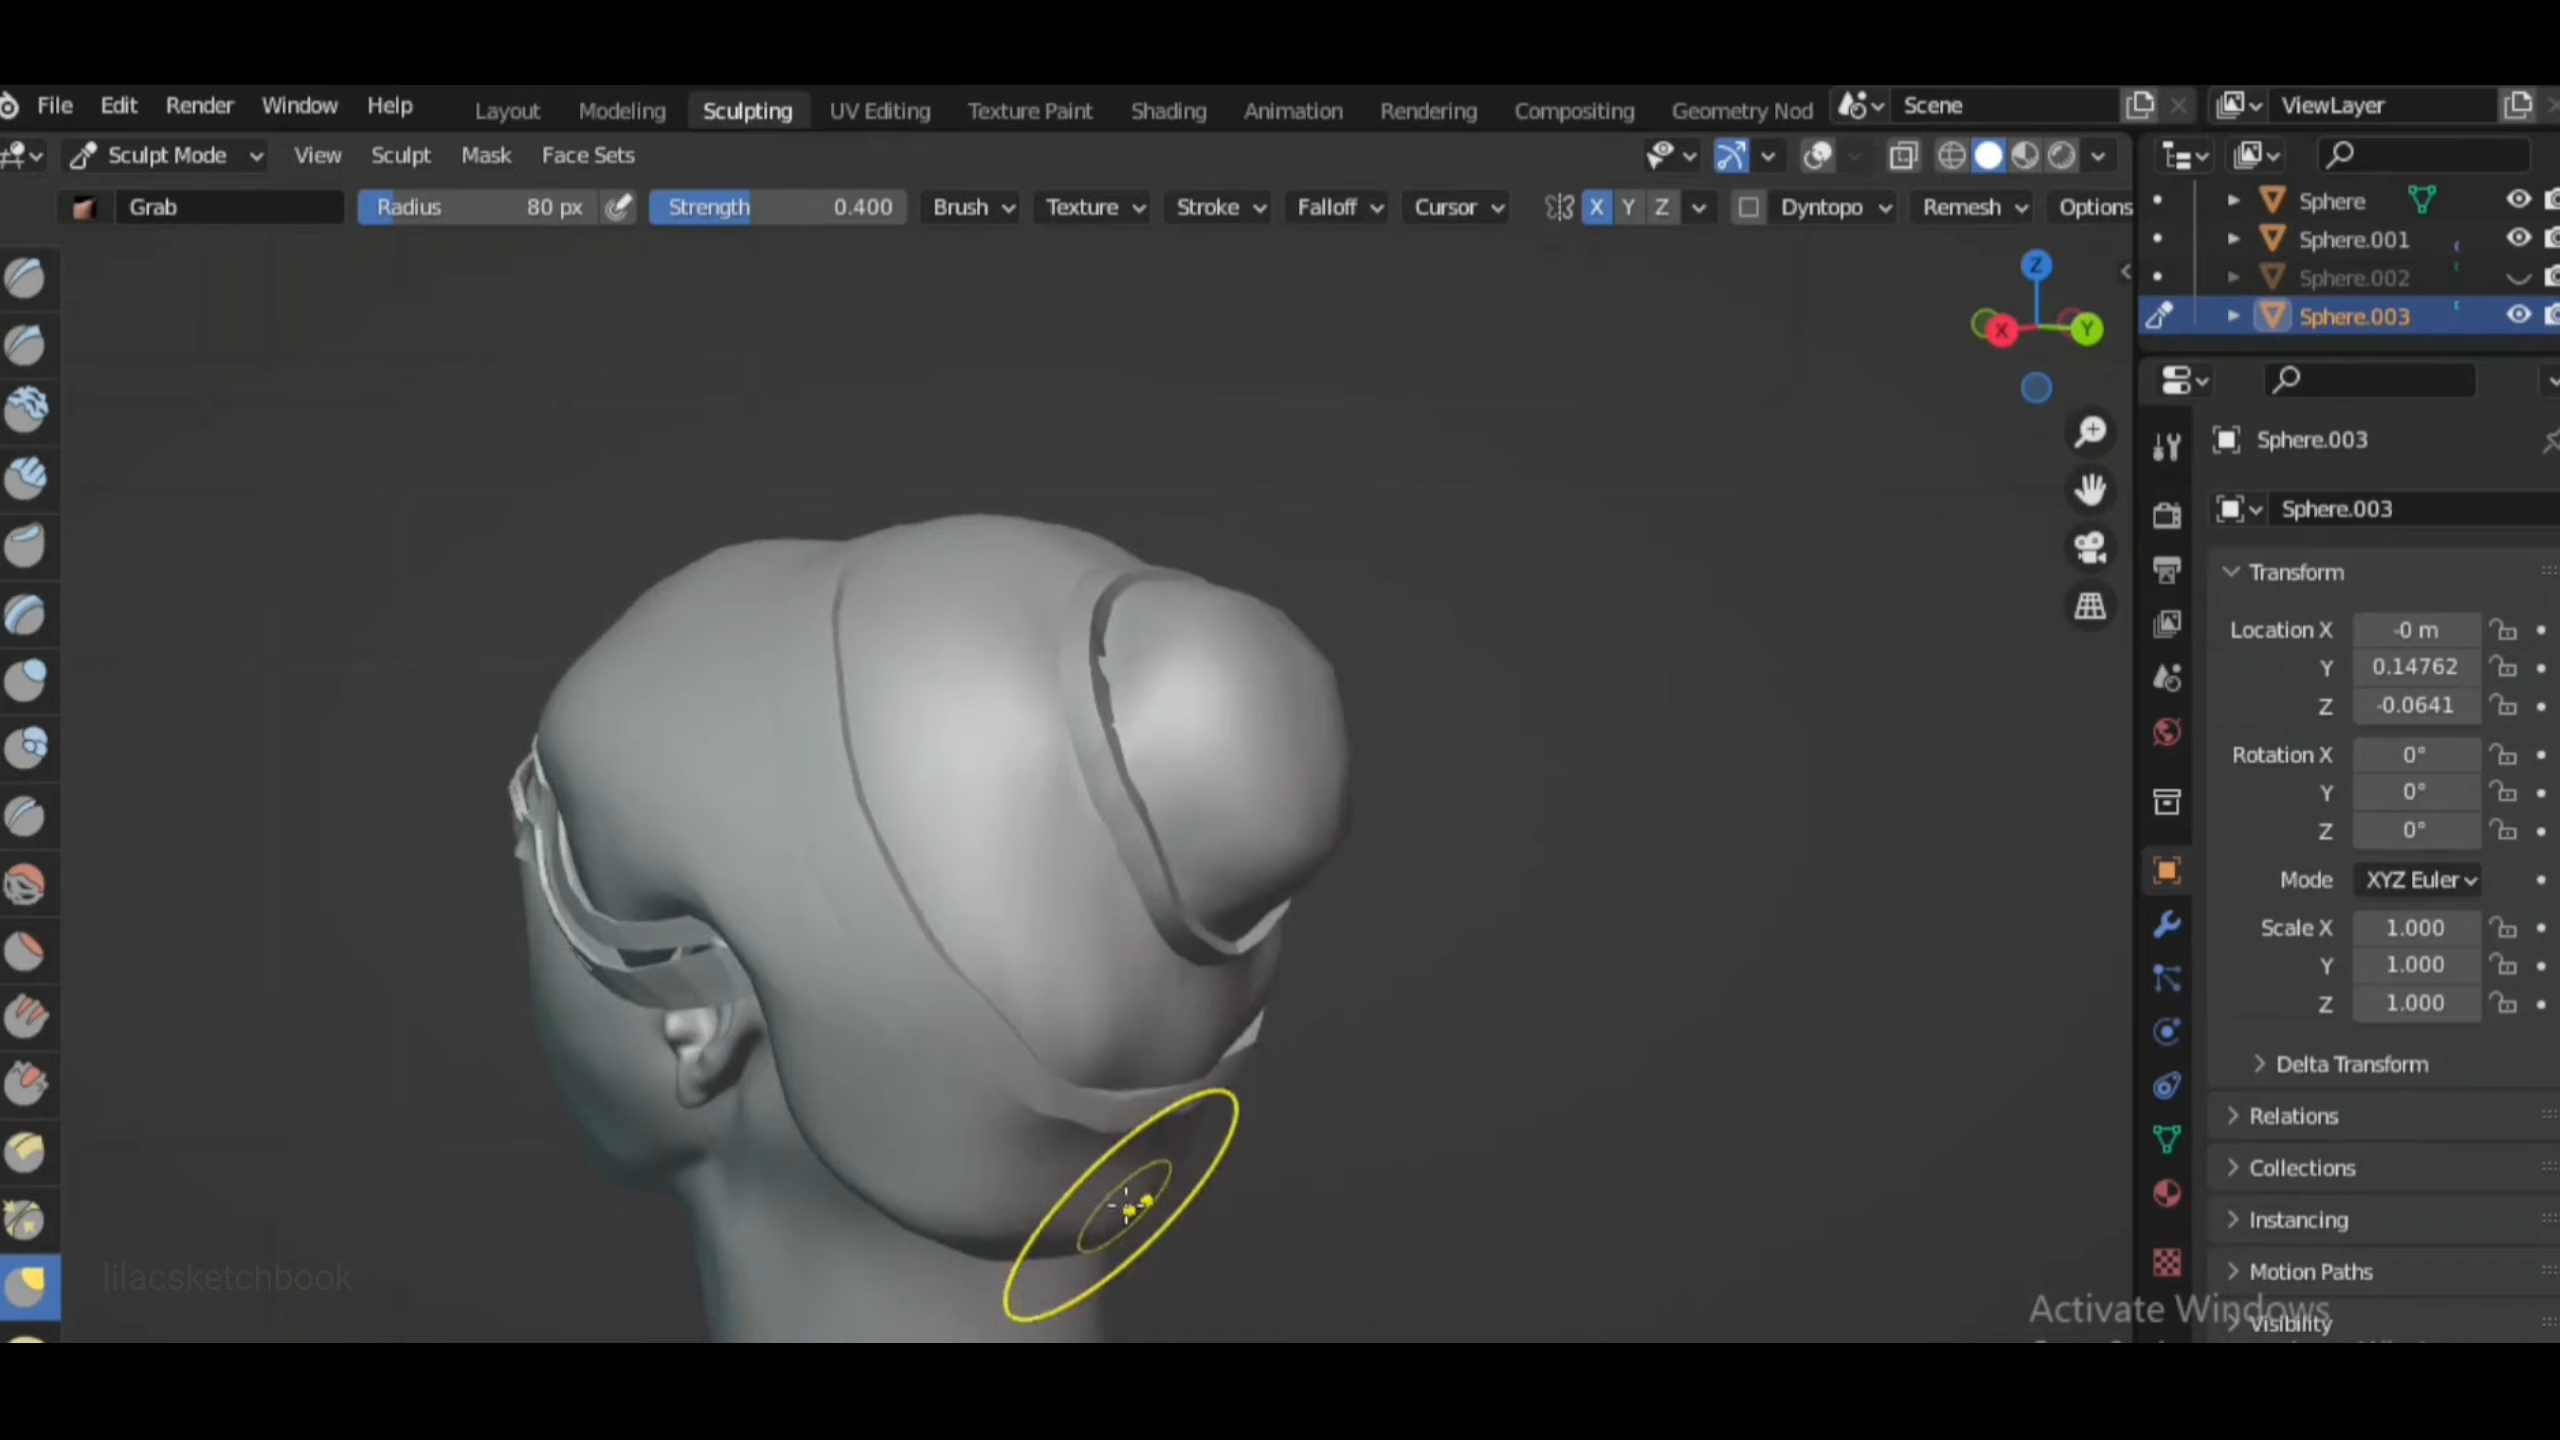 File Edit Render Window Help Layout Modeling Sculpting UV Editing Texture Paint Shading Animation Rendering Compositing Geometry Nod Scene ViewLayer
Sculpt Mode View Sculpt Mask Face Sets
Grab Radius 80 px Strength 0.400 Brush Texture Stroke Falloff Cursor X Y Z Dyntopo Remesh Options
Sphere
Sphere.001
Sphere.002
Sphere.003
Z
X
Y
Sphere.003
Sphere.003
Transform
Location X -0 m
Y 0.14762
Z -0.0641
Rotation X 0°
Y 0°
Z 0°
Mode XYZ Euler
Scale X 1.000
Y 1.000
Z 1.000
Delta Transform
Relations
Collections
Instancing
Motion Paths
Visibility
lilacsketchbook
Activate Windows